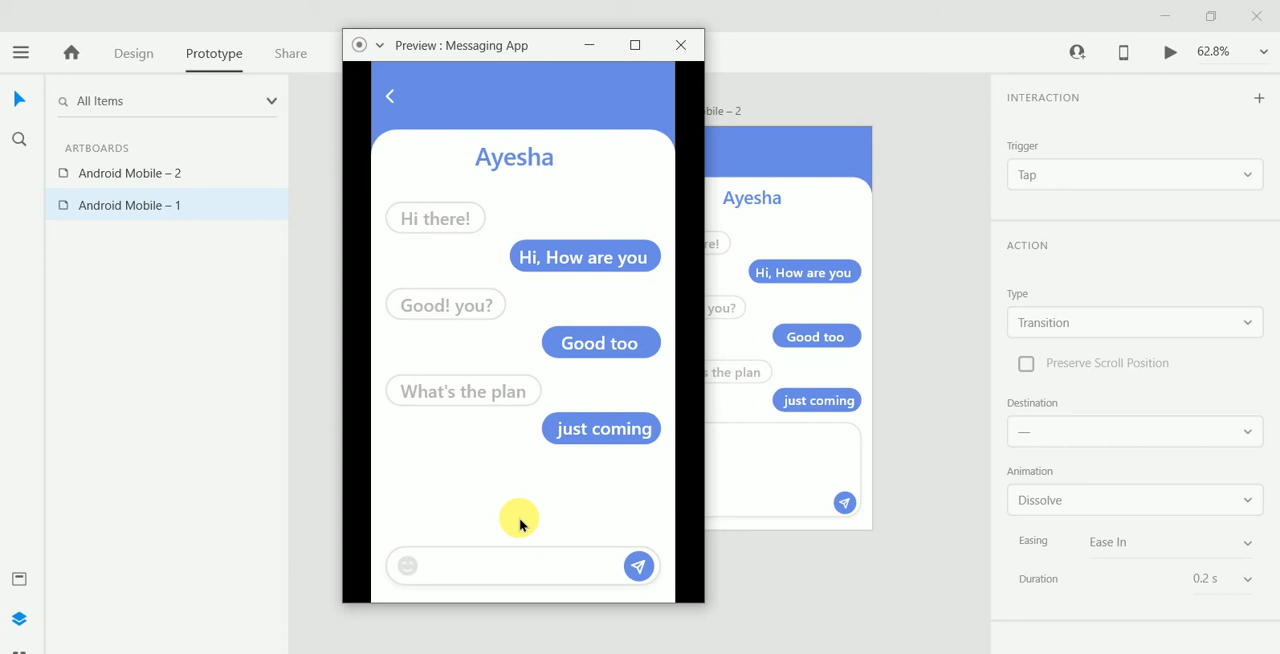 Preview : Messaging App
Design
Prototype
Share
62.8%
All Items
ARTBOARDS
Android Mobile – 2
Android Mobile – 1
Ayesha
Hi there!
Hi, How are you
Good! you?
Good too
What's the plan
just coming
bile – 2
Ayesha
re!
Hi, How are you
you?
Good too
s the plan
just coming
INTERACTION
Trigger
Tap
ACTION
Type
Transition
Preserve Scroll Position
Destination
—
Animation
Dissolve
Easing
Ease In
Duration
0.2 s